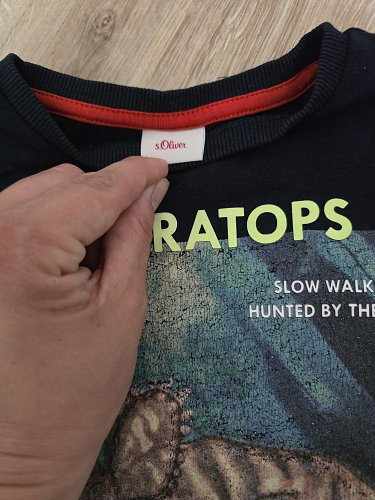 s.Oliver
RATOPS
SLOW WALK
HUNTED BY THE